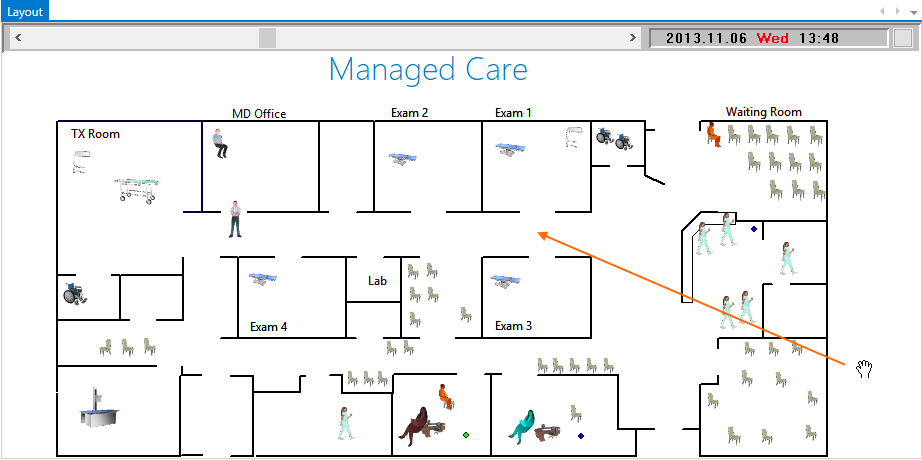 Layout
2013.11.06 Wed 13:48
Managed Care
MD Office
Exam 2
Exam 1
Waiting Room
TX Room
Lab
Exam 4
Exam 3